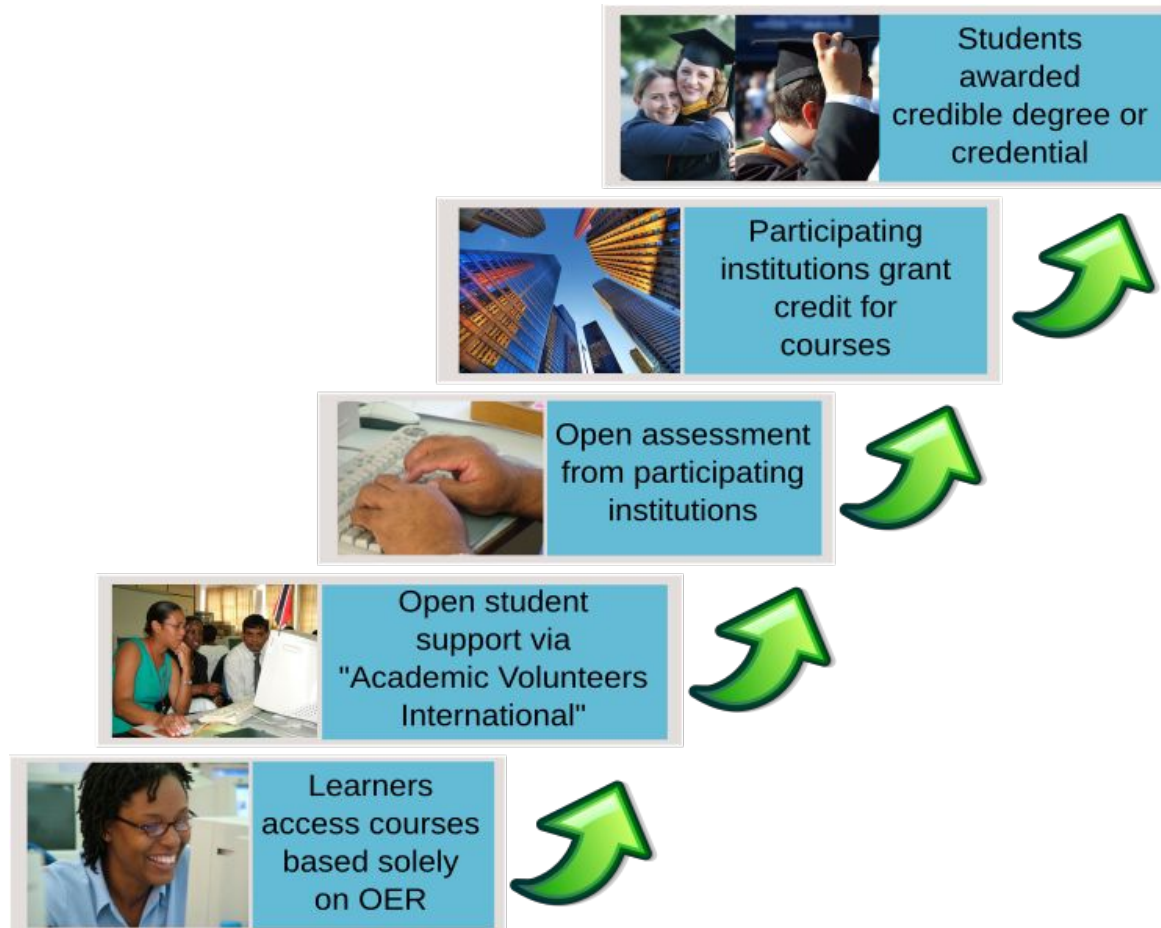 Students
awarded
credible degree or
credential
Participating
institutions grant
credit for
courses
Open assessment
from participating
institutions
Open student
support via
"Academic Volunteers
International"
Learners
access courses
based solely
on OER